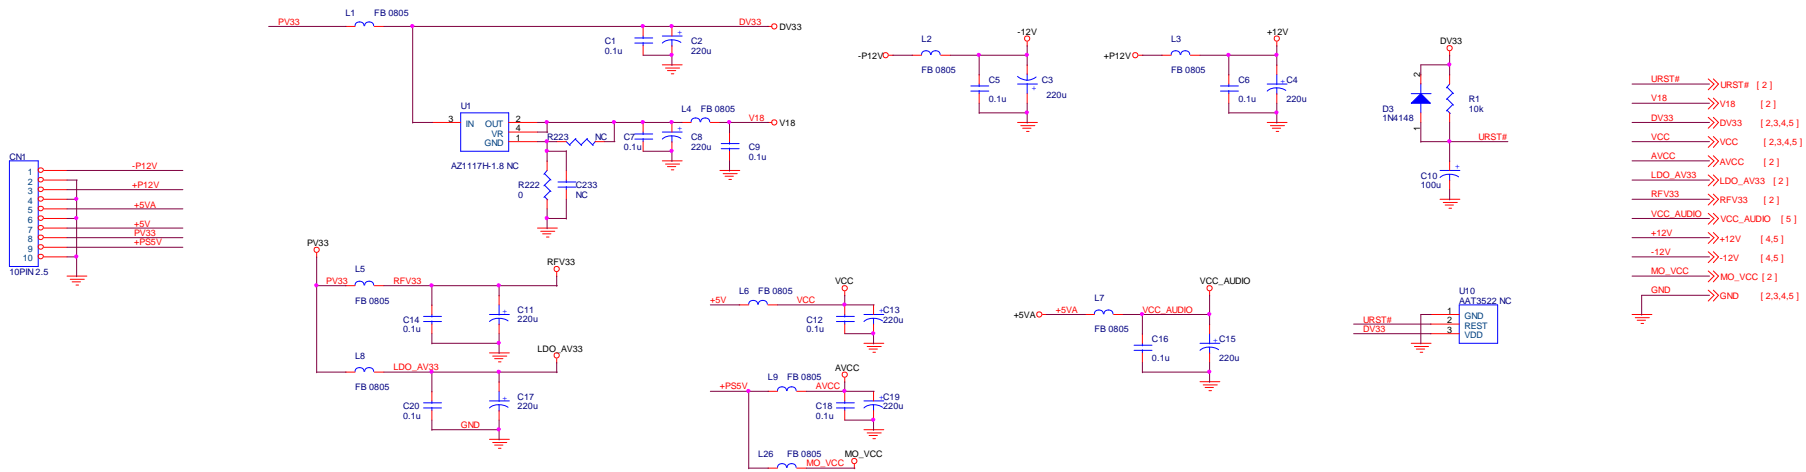 PV33
L1
FB 0805
DV33
DV33
C1
0.1u
+
C2
220u
U1
3
IN
OUT
VR
GND
2
4
1
AZ1117H-1.8 NC
R223
NC
L4
FB 0805
V18
V18
C7
0.1u
+
C8
220u
C9
0.1u
R222
0
C233
NC
CN1
1
2
3
4
5
6
7
8
9
10
10PIN 2.5
-P12V
+P12V
+5VA
+5V
PV33
+PS5V
-12V
L2
-P12V
FB 0805
C5
0.1u
C3
+
220u
+12V
L3
+P12V
FB 0805
C6
0.1u
+
C4
220u
DV33
2
D3
1N4148
1
R1
10k
URST#
C10
+
100u
URST#
URST#
[ 2 ]
V18
V18
[ 2 ]
DV33
DV33
[ 2,3,4,5 ]
VCC
VCC
[ 2,3,4,5 ]
AVCC
AVCC
[ 2 ]
LDO_AV33
LDO_AV33
[ 2 ]
RFV33
RFV33
[ 2 ]
VCC_AUDIO
VCC_AUDIO
[ 5 ]
+12V
+12V
[ 4,5 ]
-12V
-12V
[ 4,5 ]
MO_VCC
MO_VCC
[ 2 ]
GND
GND
[ 2,3,4,5 ]
PV33
RFV33
L5
PV33
RFV33
FB 0805
C14
0.1u
+
C11
220u
LDO_AV33
L8
LDO_AV33
FB 0805
C20
0.1u
+
C17
220u
GND
VCC
L6
FB 0805
+5V
VCC
C12
0.1u
+
C13
220u
AVCC
L9
FB 0805
+PS5V
AVCC
C18
0.1u
+
C19
220u
L26
FB 0805
MO_VCC
MO_VCC
VCC_AUDIO
L7
+5VA
+5VA
VCC_AUDIO
FB 0805
C16
0.1u
+
C15
220u
U10
AAT3522 NC
URST#
DV33
1
2
3
GND
REST
VDD